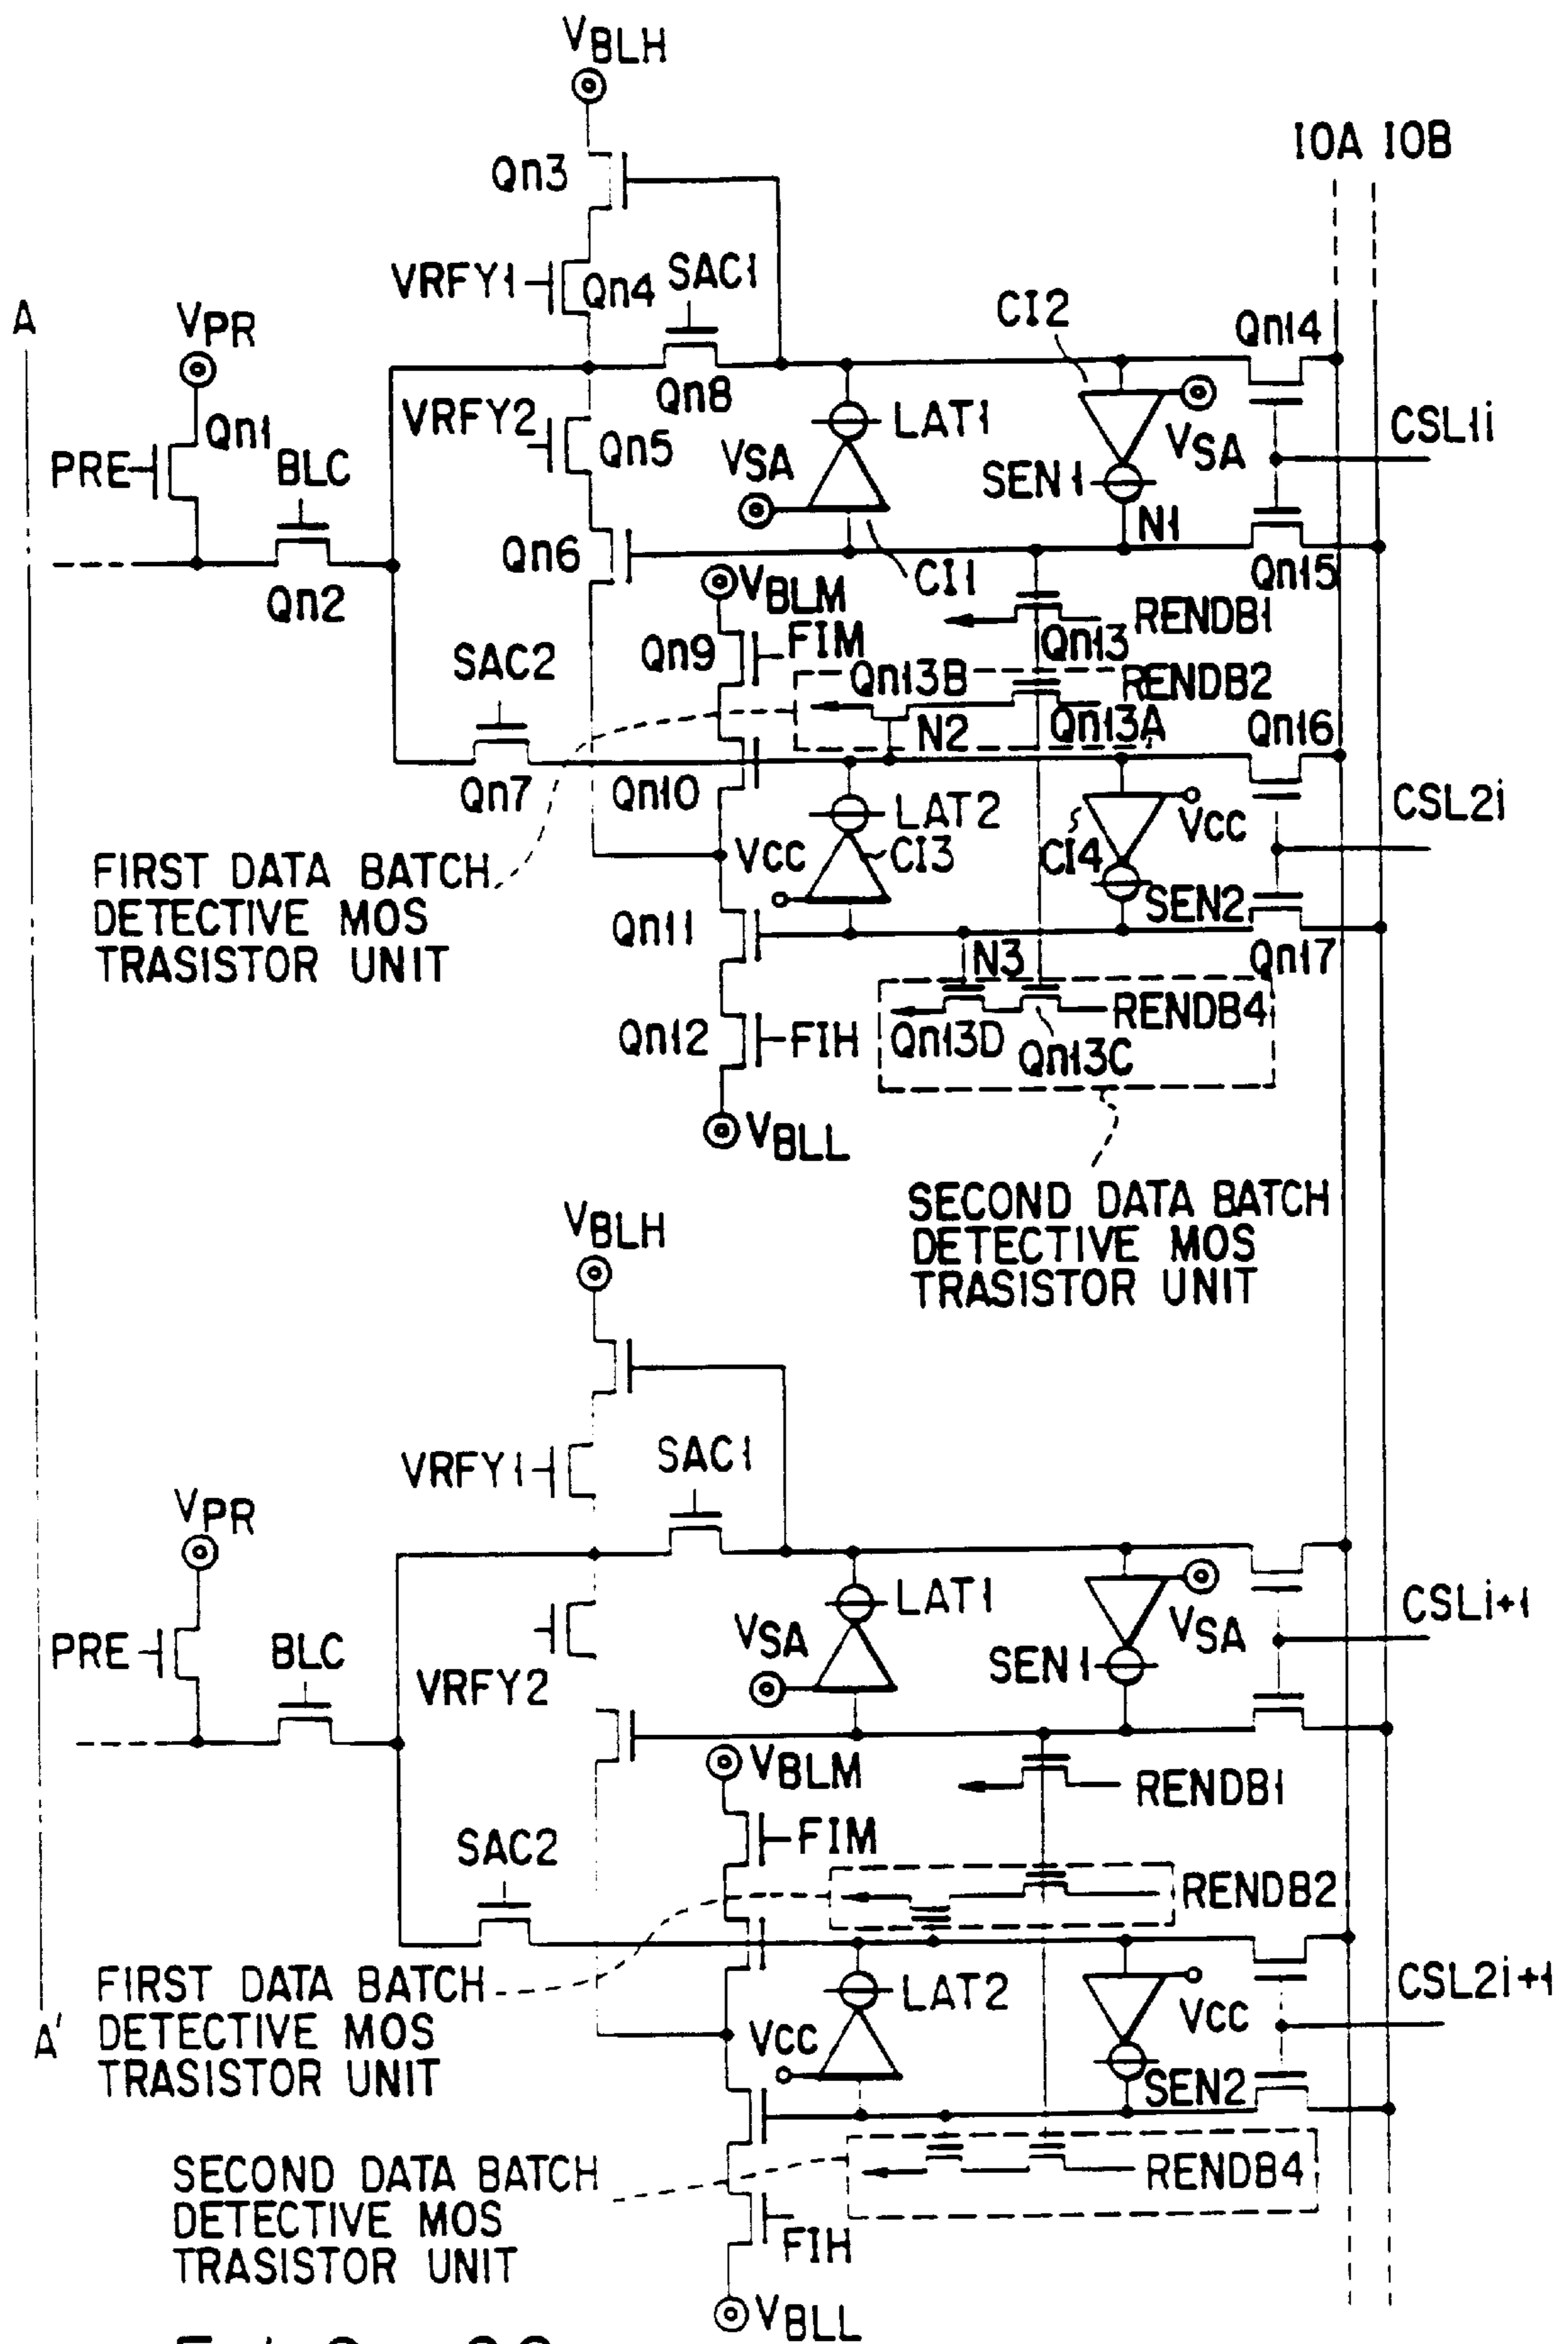 VBLH
IOA IOB
Qn3
VRFY1
Qn4
SAC1
CI2
Qn14
A
VPR
Qn1
VRFY2
Qn8
LAT1
VSA
CSL1i
PRE
BLC
Qn5
VSA
SEN1
N1
Qn2
Qn6
CI1
Qn15
VBLM
RENDB1
Qn13
SAC2
Qn9
FIM
Qn13B
RENDB2
N2
Qn13A
Qn16
Qn7
Qn10
LAT2
VCC
CSL2i
VCC
CI3
CI4
FIRST DATA BATCH
DETECTIVE MOS
TRASISTOR UNIT
Qn11
SEN2
N3
Qn17
Qn12
FIH
RENDB4
Qn13D
Qn13C
VBLL
SECOND DATA BATCH
DETECTIVE MOS
TRASISTOR UNIT
VBLH
VRFY1
SAC1
VPR
LAT1
VSA
CSLi+1
PRE
BLC
VSA
SEN1
VRFY2
VBLM
RENDB1
SAC2
FIM
RENDB2
FIRST DATA BATCH
DETECTIVE MOS
TRASISTOR UNIT
A'
LAT2
VCC
CSL2i+1
VCC
SEN2
SECOND DATA BATCH
DETECTIVE MOS
TRASISTOR UNIT
RENDB4
FIH
VBLL